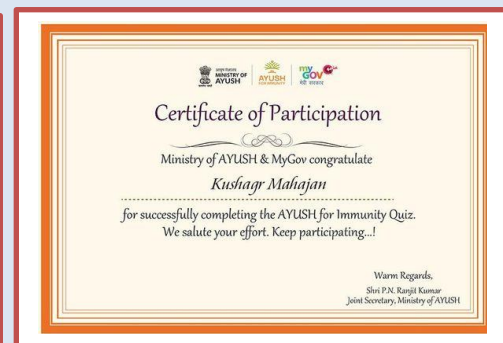 MINISTRY OF
AYUSH
AYUSH
my
GOV
मेरी सरकार
Certificate of Participation
Ministry of AYUSH & MyGov congratulate
Kushagr Mahajan
for successfully completing the AYUSH for Immunity Quiz.
We salute your effort. Keep participating...!
Warm Regards,
Shri P.N. Ranjit Kumar
Joint Secretary, Ministry of AYUSH